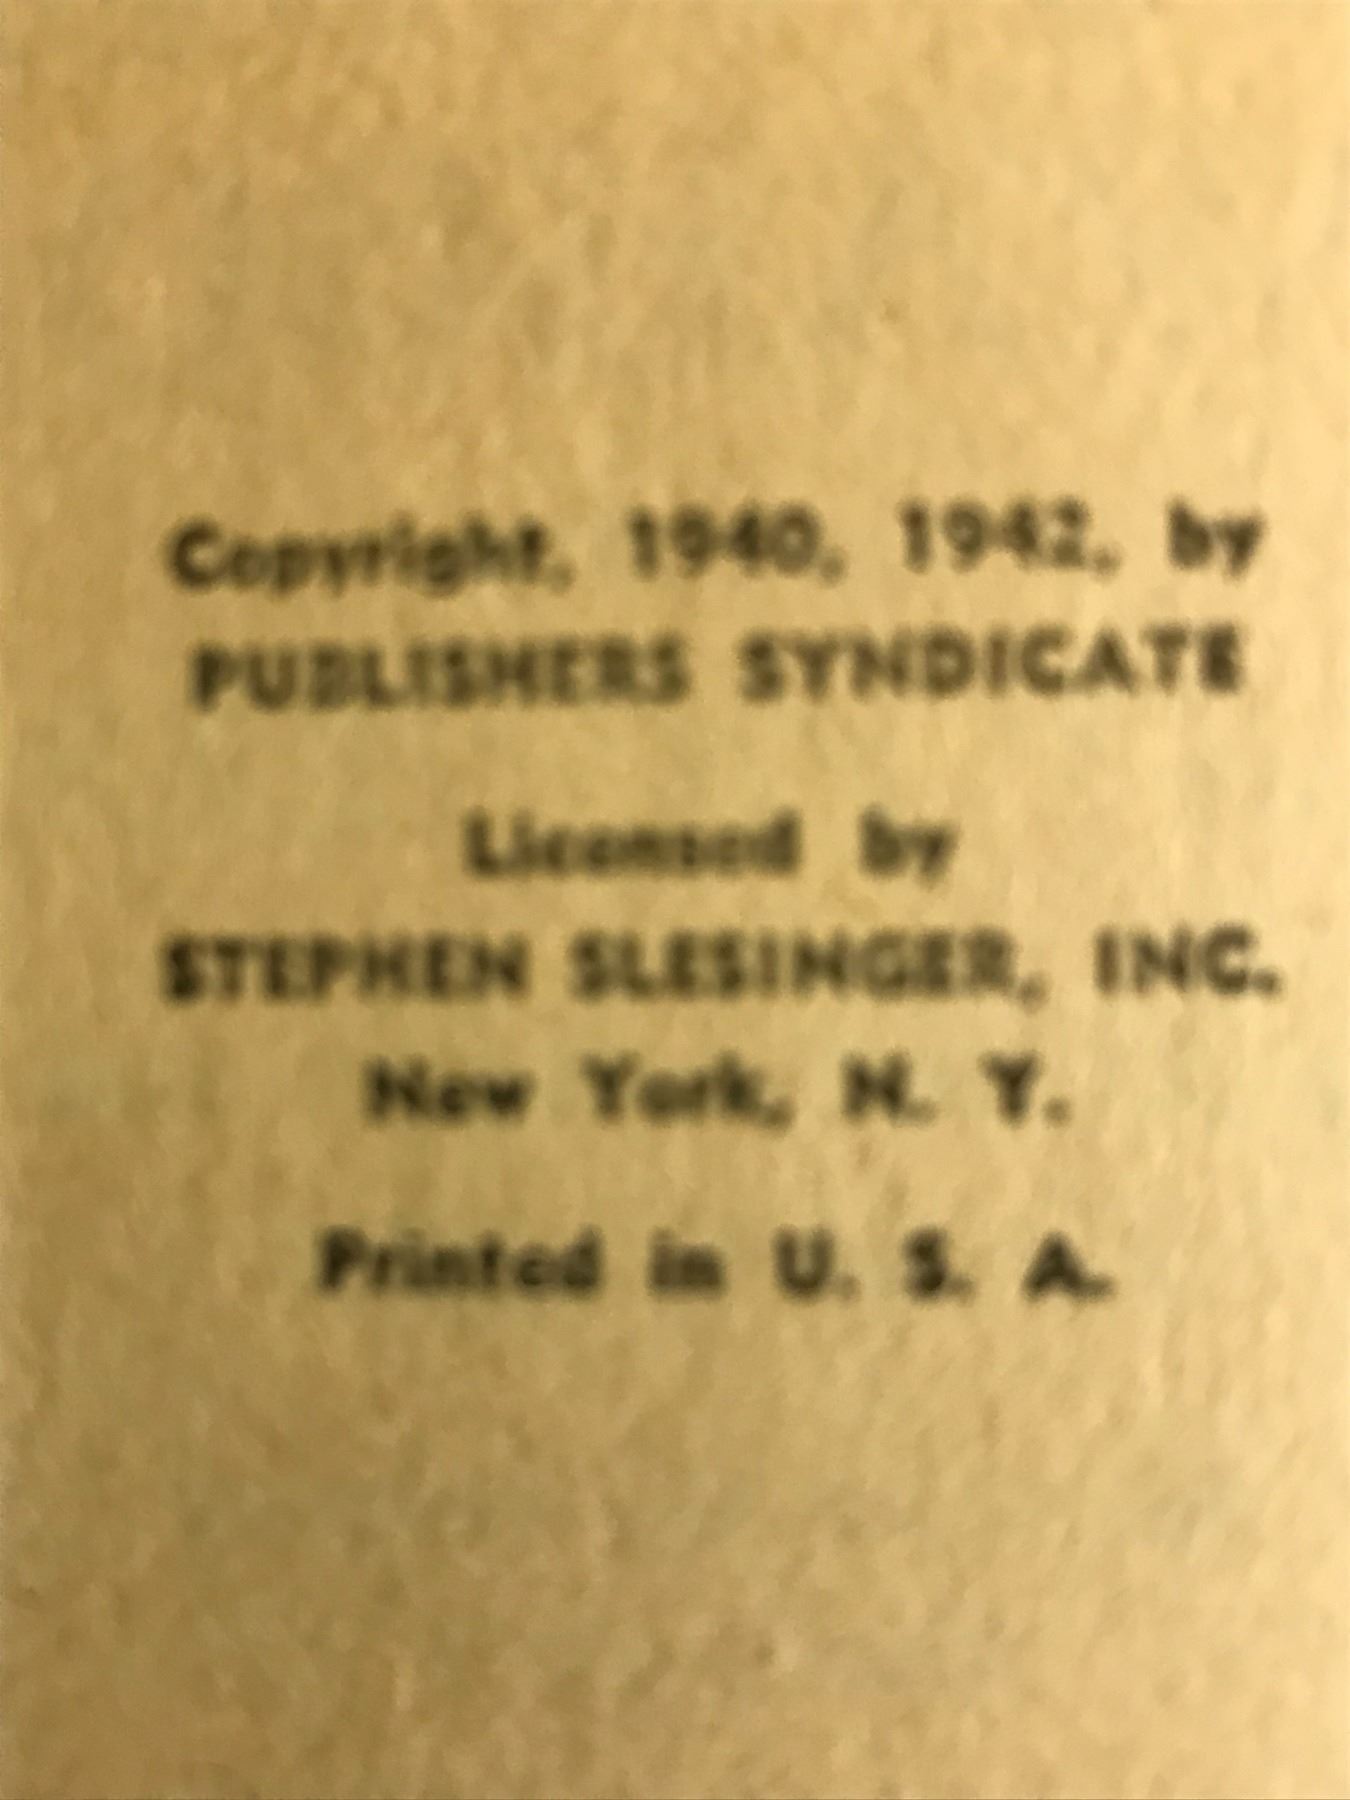 Copyright, 1940, 1942, by
PUBLISHERS SYNDICATE
Licensed by
STEPHEN SLESINGER, INC.
New York, N. Y.
Printed in U. S. A.